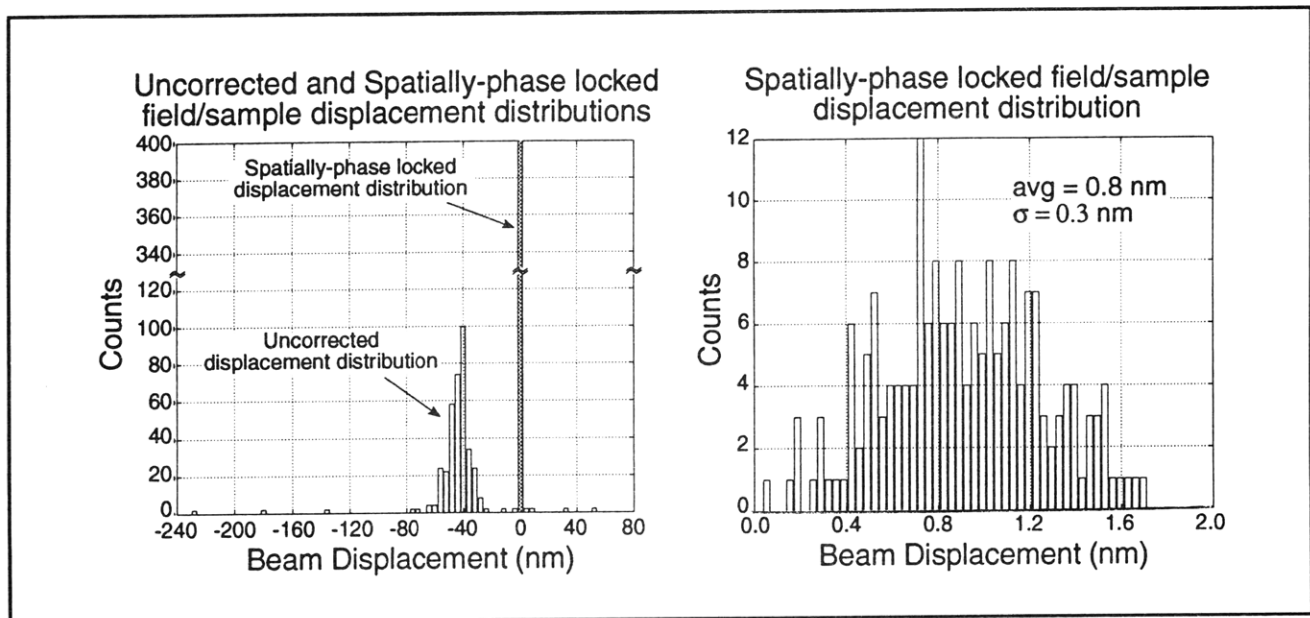 Uncorrected and Spatially-phase locked
field/sample displacement distributions
400
380
360
340
120
100
80
60
40
20
0
Counts
Spatially-phase locked
displacement distribution
Uncorrected
displacement distribution
-240 -200 -160 -120 -80 -40 0 40 80
Beam Displacement (nm)
Spatially-phase locked field/sample
displacement distribution
12
10
8
6
4
2
0
Counts
avg = 0.8 nm
σ = 0.3 nm
0.0 0.4 0.8 1.2 1.6 2.0
Beam Displacement (nm)